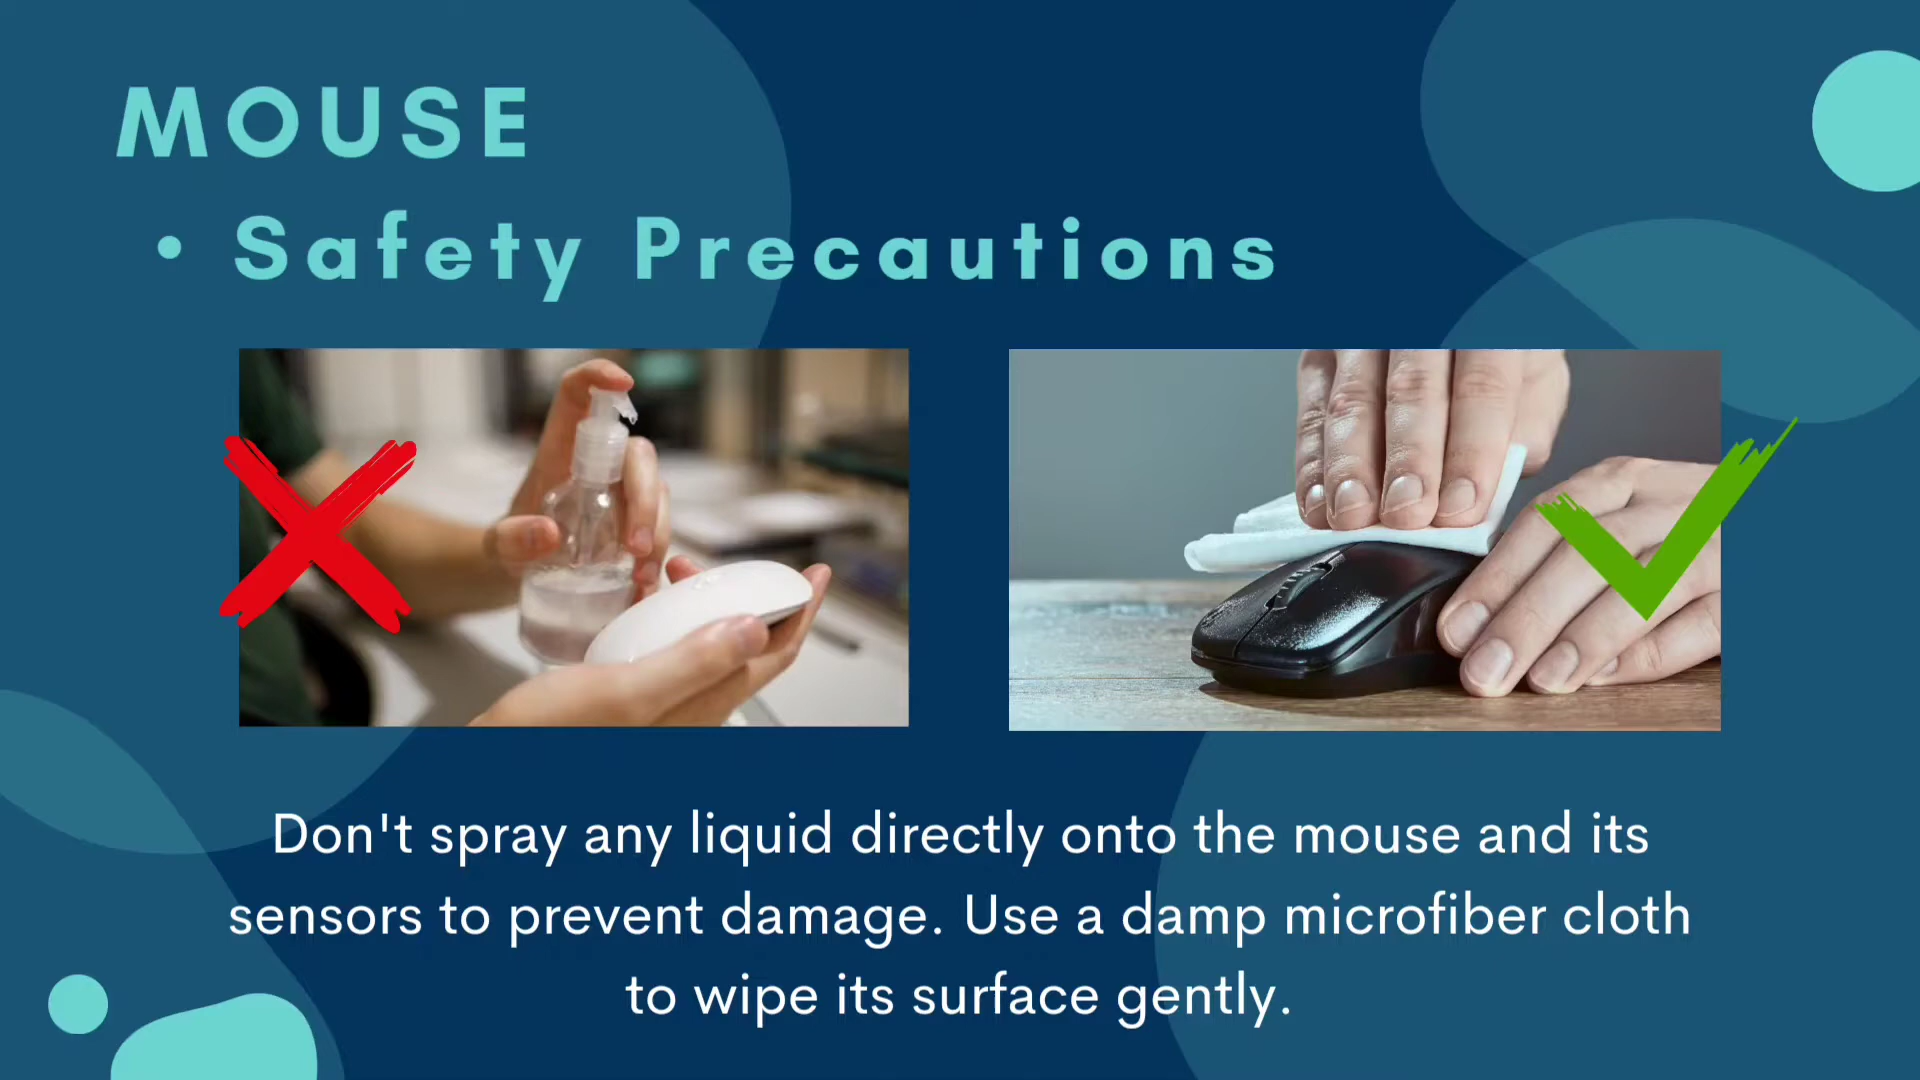 MOUSE
• Safety Precautions
Don't spray any liquid directly onto the mouse and its
sensors to prevent damage. Use a damp microfiber cloth
to wipe its surface gently.